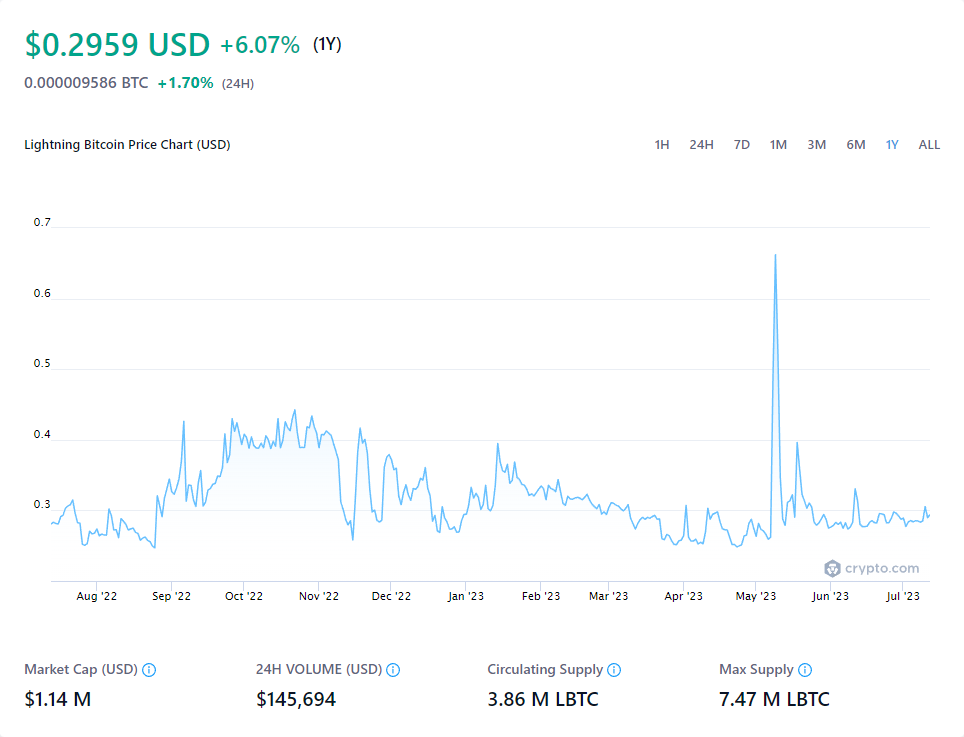 $0.2959 USD +6.07% (1Y)
0.000009586 BTC +1.70% (24H)
Lightning Bitcoin Price Chart (USD) 1H 24H 7D 1M 3M 6M 1Y ALL
0.7
0.6
0.5
0.4
0.3
crypto.com
Aug '22 Sep '22 Oct '22 Nov '22 Dec '22 Jan '23 Feb '23 Mar '23 Apr '23 May '23 Jun '23 Jul '23
Market Cap (USD) 24H VOLUME (USD) Circulating Supply Max Supply
$1.14 M $145,694 3.86 M LBTC 7.47 M LBTC